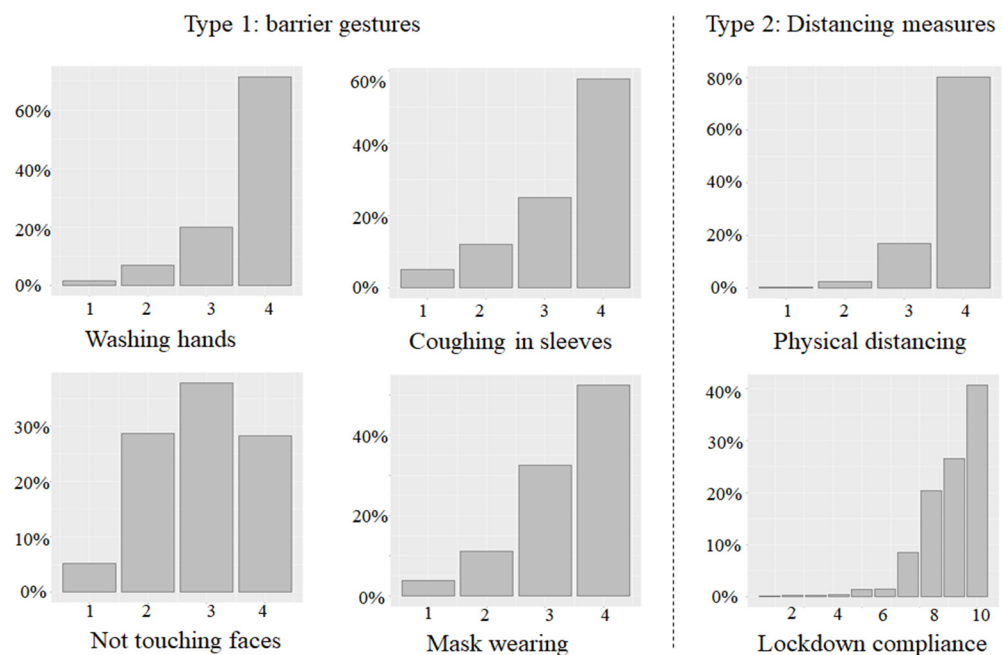 Type 1: barrier gestures
Type 2: Distancing measures
60%
40%
20%
0%
1 2 3 4
Washing hands
60%
40%
20%
0%
1 2 3 4
Coughing in sleeves
80%
60%
40%
20%
0%
1 2 3 4
Physical distancing
30%
20%
10%
0%
1 2 3 4
Not touching faces
40%
20%
0%
1 2 3 4
Mask wearing
40%
30%
20%
10%
0%
2 4 6 8 10
Lockdown compliance